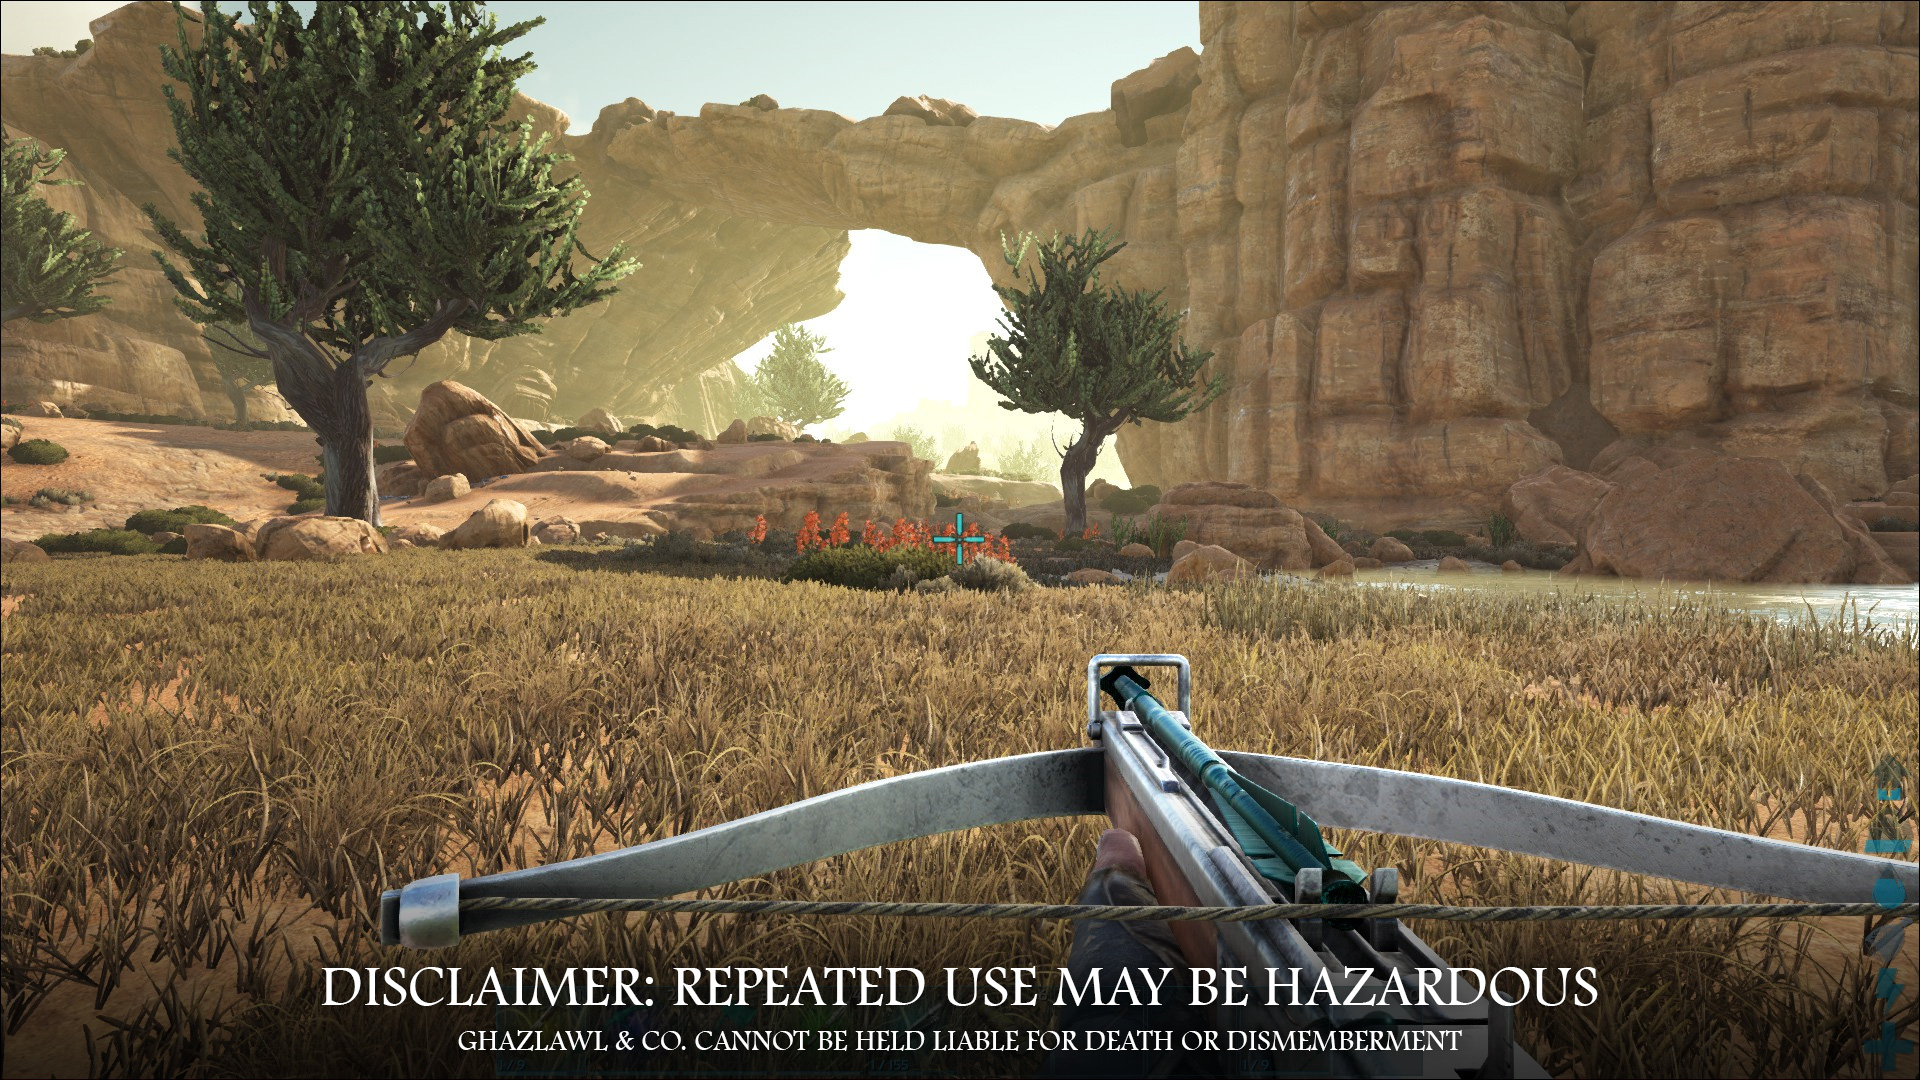 DISCLAIMER: REPEATED USE MAY BE HAZARDOUS
GHAZLAWL & CO. CANNOT BE HELD LIABLE FOR DEATH OR DISMEMBERMENT